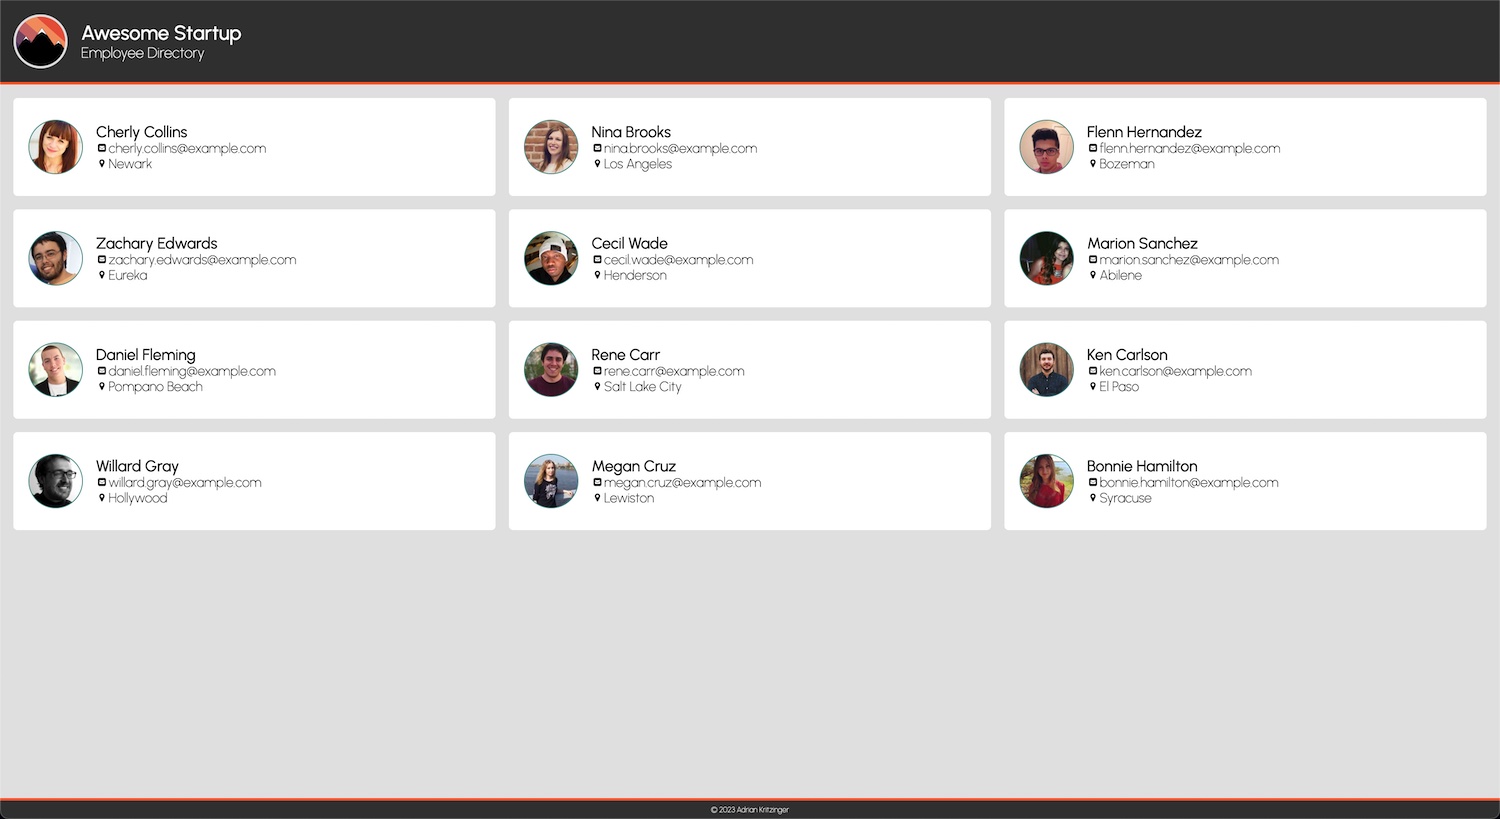 Awesome Startup
Employee Directory
Cherly Collins
cherly.collins@example.com
Newark
Nina Brooks
nina.brooks@example.com
Los Angeles
Flenn Hernandez
flenn.hernandez@example.com
Bozeman
Zachary Edwards
zachary.edwards@example.com
Eureka
Cecil Wade
cecil.wade@example.com
Henderson
Marion Sanchez
marion.sanchez@example.com
Abilene
Daniel Fleming
daniel.fleming@example.com
Pompano Beach
Rene Carr
rene.carr@example.com
Salt Lake City
Ken Carlson
ken.carlson@example.com
El Paso
Willard Gray
willard.gray@example.com
Hollywood
Megan Cruz
megan.cruz@example.com
Lewiston
Bonnie Hamilton
bonnie.hamilton@example.com
Syracuse
© 2023 Adrian Kritzinger